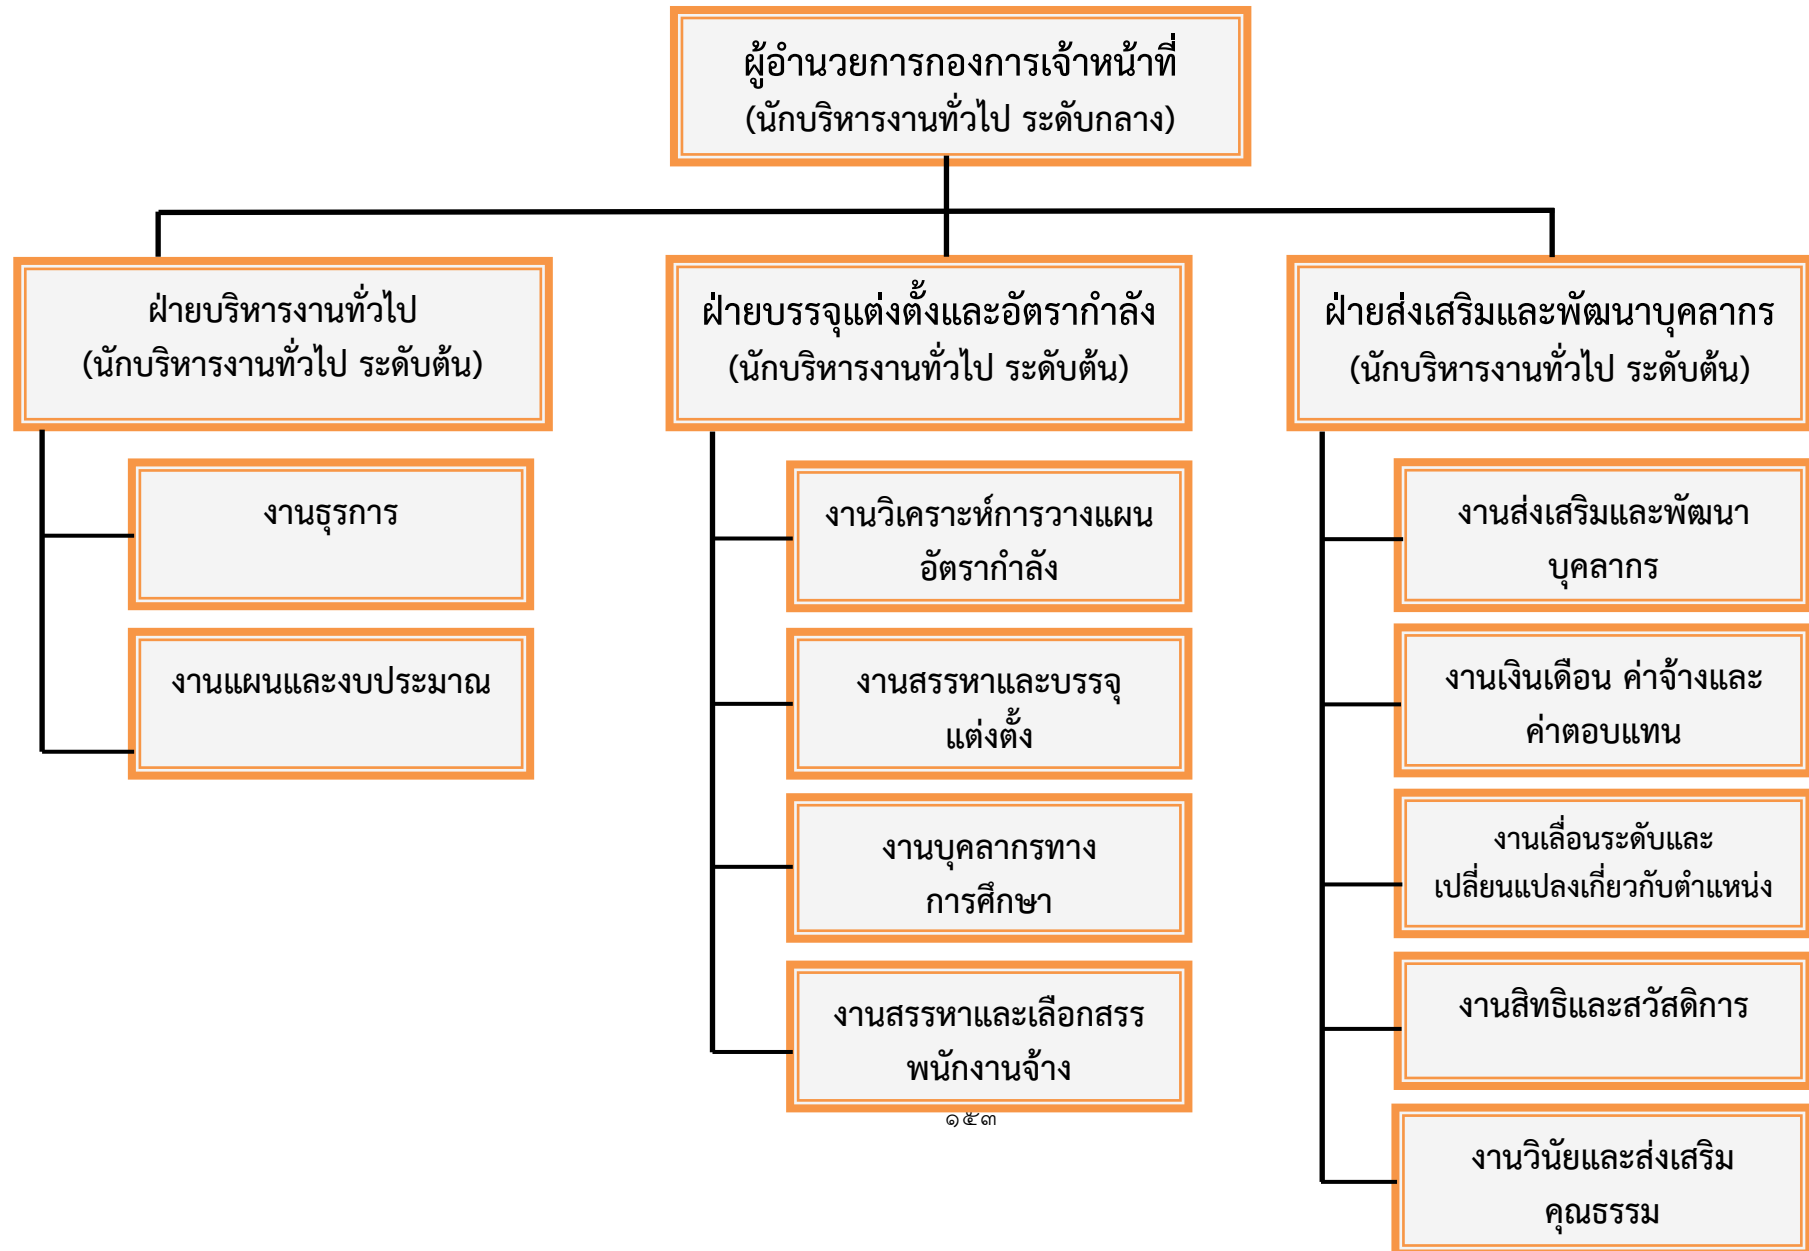 ผู้อำนวยการกองการเจ้าหน้าที่
(นักบริหารงานทั่วไป ระดับกลาง)
ฝ่ายบริหารงานทั่วไป
(นักบริหารงานทั่วไป ระดับต้น)
งานธุรการ
งานแผนและงบประมาณ
ฝ่ายบรรจุแต่งตั้งและอัตรากำลัง
(นักบริหารงานทั่วไป ระดับต้น)
งานวิเคราะห์การวางแผน
อัตรากำลัง
งานสรรหาและบรรจุ
แต่งตั้ง
งานบุคลากรทาง
การศึกษา
งานสรรหาและเลือกสรร
พนักงานจ้าง
ฝ่ายส่งเสริมและพัฒนาบุคลากร
(นักบริหารงานทั่วไป ระดับต้น)
งานส่งเสริมและพัฒนา
บุคลากร
งานเงินเดือน ค่าจ้างและ
ค่าตอบแทน
งานเลื่อนระดับและ
เปลี่ยนแปลงเกี่ยวกับตำแหน่ง
งานสิทธิและสวัสดิการ
งานวินัยและส่งเสริม
คุณธรรม
๑๕๓